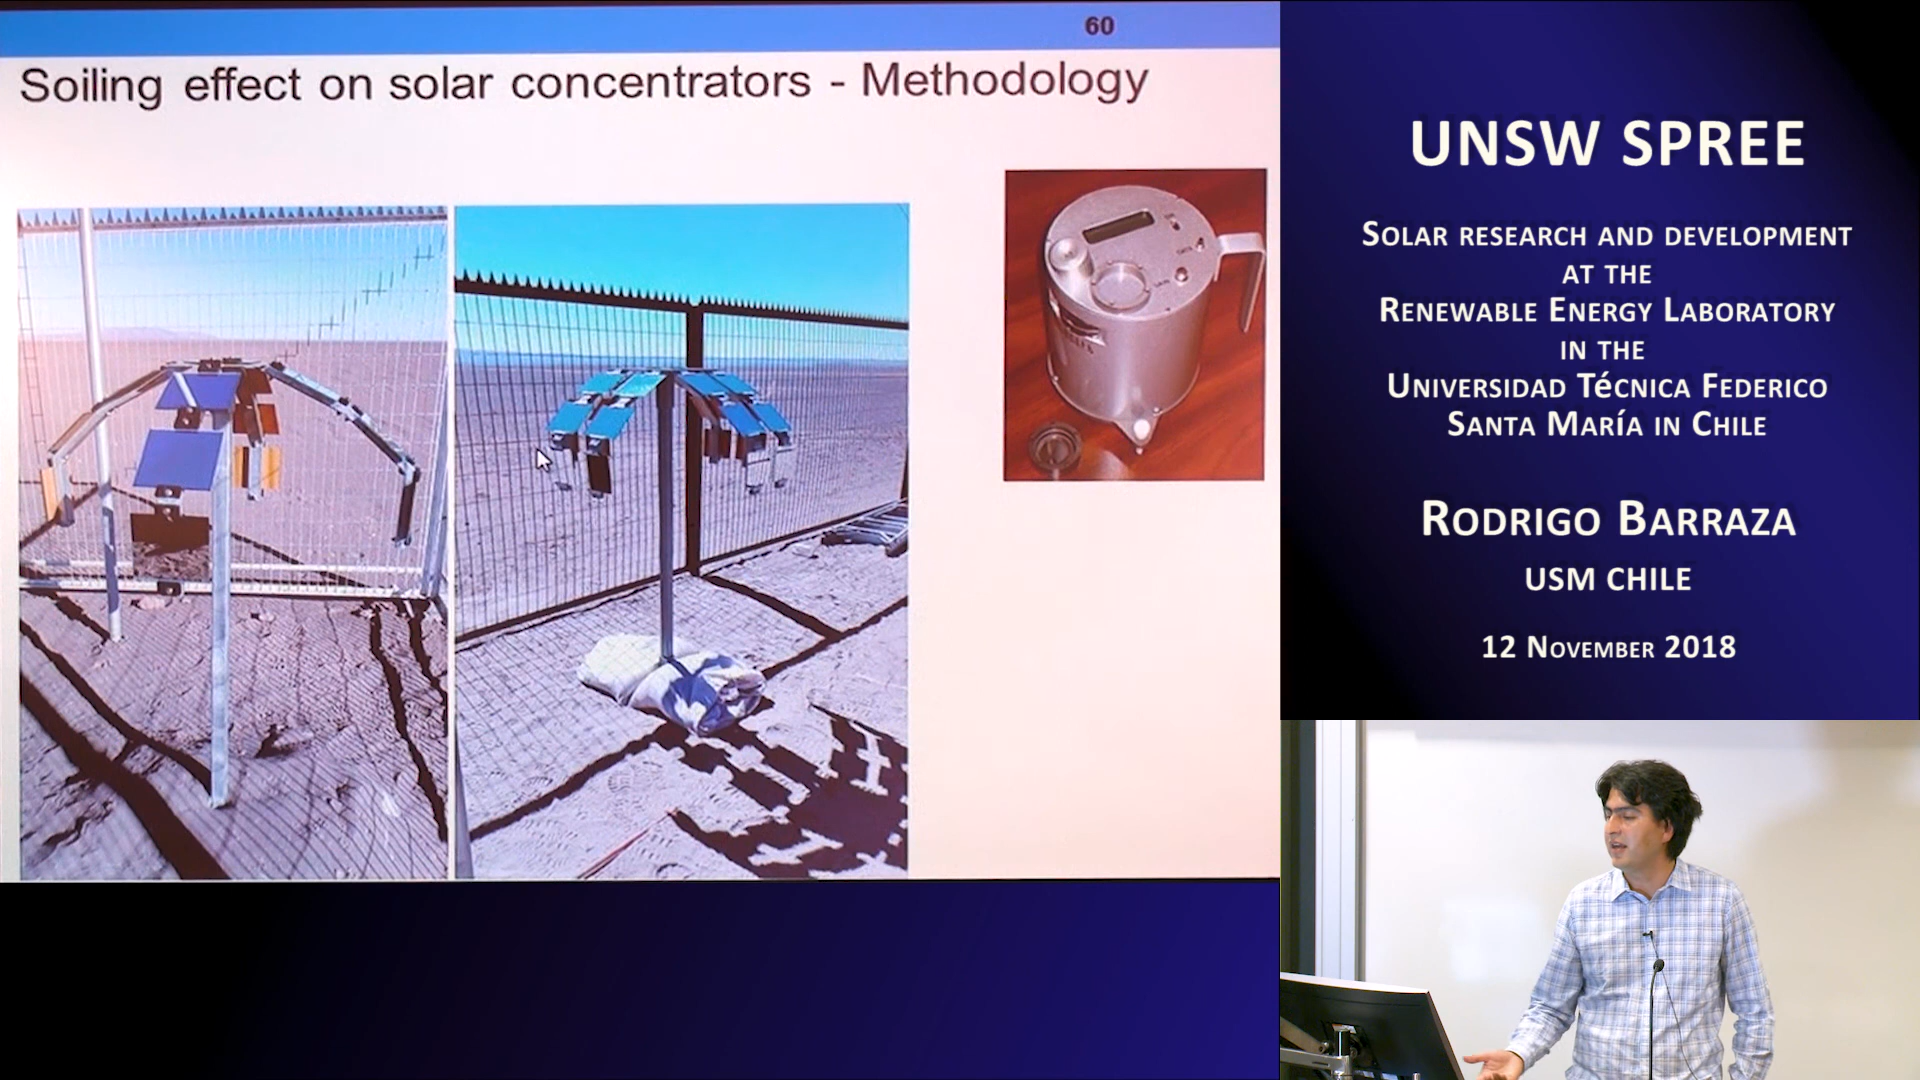 60
Soiling effect on solar concentrators - Methodology
UNSW SPREE
SOLAR RESEARCH AND DEVELOPMENT
AT THE
RENEWABLE ENERGY LABORATORY
IN THE
UNIVERSIDAD TéCNICA FEDERICO
SANTA MARíA IN CHILE
RODRIGO BARRAZA
USM CHILE
12 NOVEMBER 2018